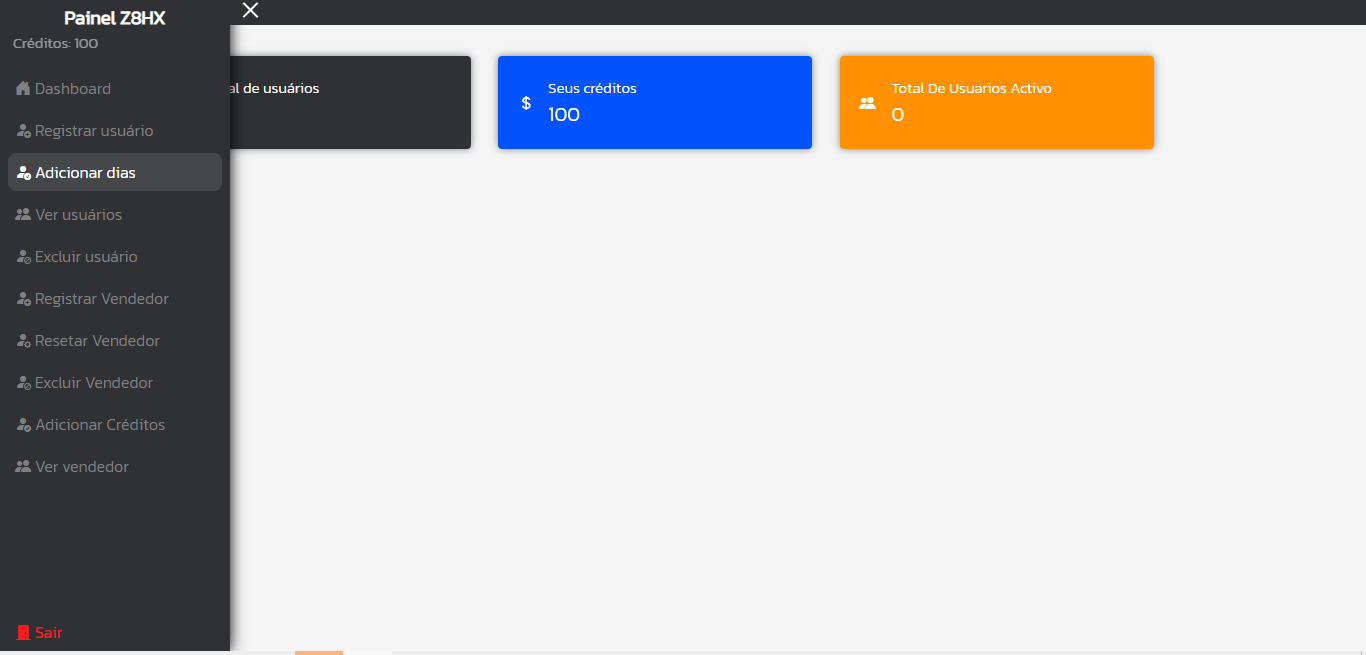 Painel Z8HX
Créditos: 100
Dashboard
Registrar usuário
Adicionar dias
Ver usuários
Excluir usuário
Registrar Vendedor
Resetar Vendedor
Excluir Vendedor
Adicionar Créditos
Ver vendedor
Sair
al de usuários
$ Seus créditos
100
Total De Usuarios Activo
0